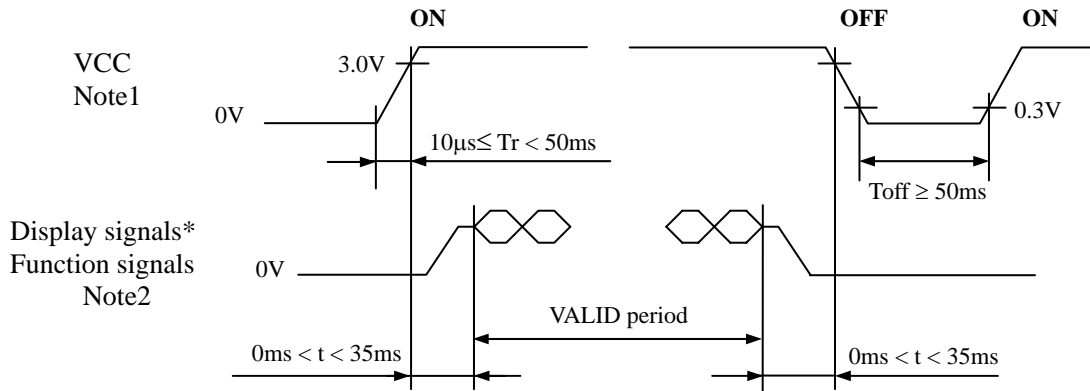 ON OFF ON
VCC
Note1
3.0V
0V
0.3V
10μs≤ Tr < 50ms
Toff ≥ 50ms
Display signals*
Function signals
Note2
0V
VALID period
0ms < t < 35ms
0ms < t < 35ms